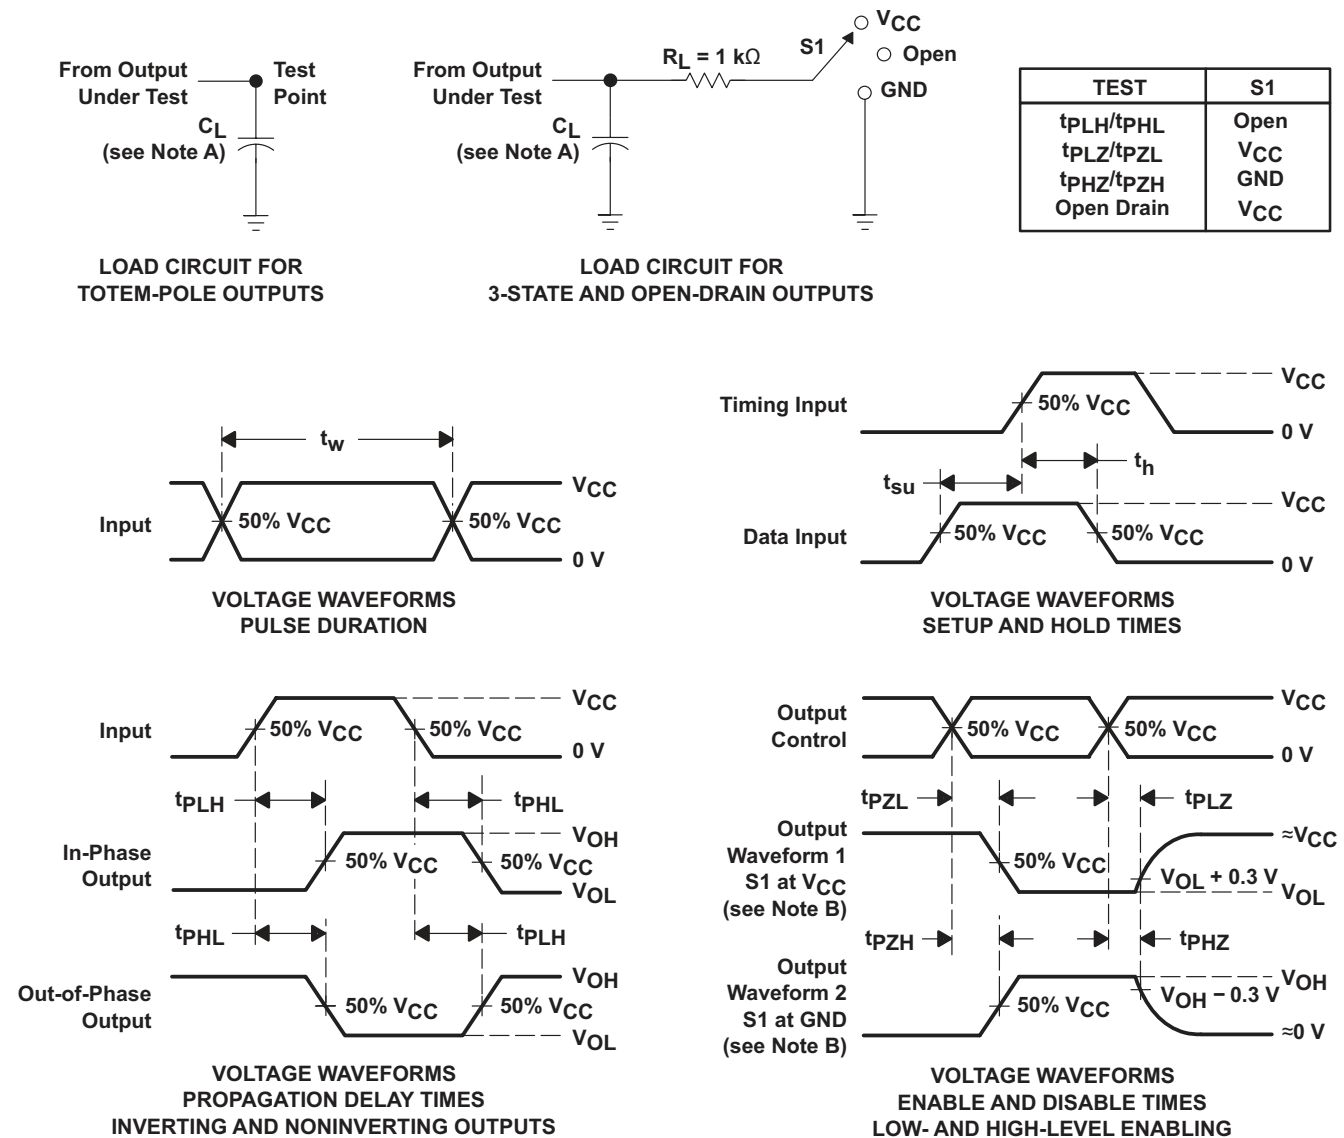 From Output
Under Test
Test
Point
CL
(see Note A)
LOAD CIRCUIT FOR
TOTEM-POLE OUTPUTS
From Output
Under Test
RL = 1 kΩ
S1
VCC
Open
GND
CL
(see Note A)
LOAD CIRCUIT FOR
3-STATE AND OPEN-DRAIN OUTPUTS
TEST S1
tPLH/tPHL Open
tPLZ/tPZL VCC
tPHZ/tPZH GND
Open Drain VCC
tw
Input
VCC
50% VCC
50% VCC
0 V
VOLTAGE WAVEFORMS
PULSE DURATION
Timing Input
VCC
50% VCC
0 V
th
tsu
Data Input
VCC
50% VCC
50% VCC
0 V
VOLTAGE WAVEFORMS
SETUP AND HOLD TIMES
Input
VCC
50% VCC
50% VCC
0 V
tPLH
tPHL
In-Phase
Output
VOH
50% VCC
50% VCC
VOL
tPHL
tPLH
Out-of-Phase
Output
VOH
50% VCC
50% VCC
VOL
VOLTAGE WAVEFORMS
PROPAGATION DELAY TIMES
INVERTING AND NONINVERTING OUTPUTS
Output
Control
VCC
50% VCC
50% VCC
0 V
tPZL
tPLZ
Output
Waveform 1
S1 at VCC
(see Note B)
≈VCC
50% VCC
VOL + 0.3 V
VOL
tPZH
tPHZ
Output
Waveform 2
S1 at GND
(see Note B)
VOH
50% VCC
VOH − 0.3 V
≈0 V
VOLTAGE WAVEFORMS
ENABLE AND DISABLE TIMES
LOW- AND HIGH-LEVEL ENABLING